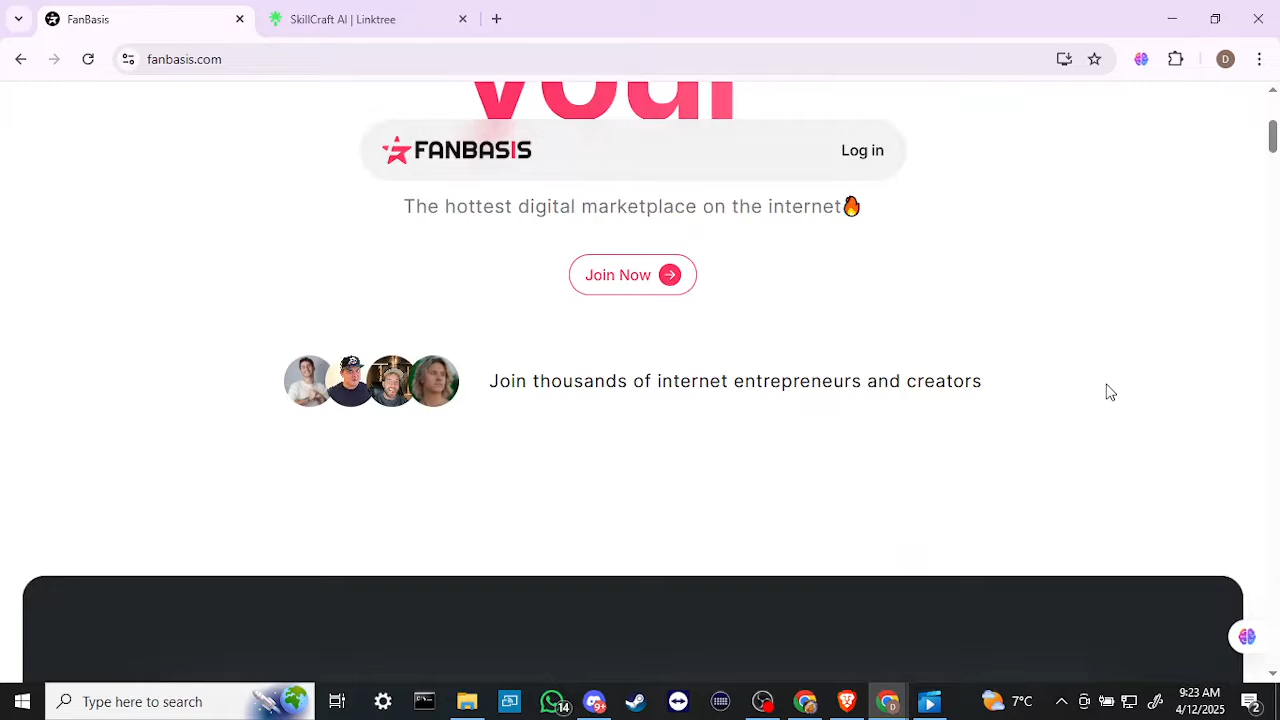 FanBasis
SkillCraft AI | Linktree
fanbasis.com
D
your
FANBASIS
Log in
The hottest digital marketplace on the internet🔥
Join Now
Join thousands of internet entrepreneurs and creators
Type here to search
14
9+
D
7°C
9:23 AM
4/12/2025
2